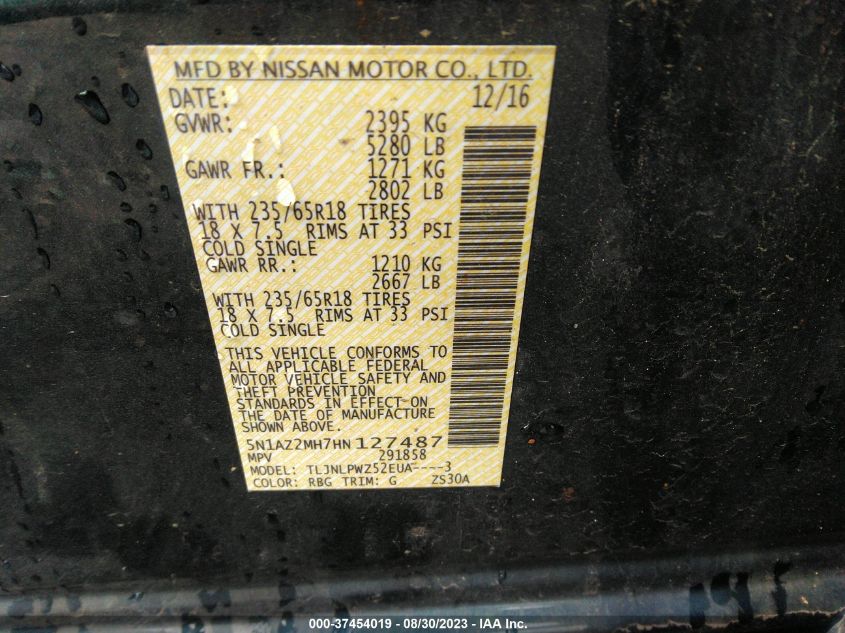 MFD BY NISSAN MOTOR CO., LTD.
DATE: 12/16
GVWR: 2395 KG
5280 LB
GAWR FR.: 1271 KG
2802 LB
WITH 235/65R18 TIRES
18 X 7.5 RIMS AT 33 PSI
COLD SINGLE
GAWR RR.: 1210 KG
2667 LB
WITH 235/65R18 TIRES
18 X 7.5 RIMS AT 33 PSI
COLD SINGLE
THIS VEHICLE CONFORMS TO
ALL APPLICABLE FEDERAL
MOTOR VEHICLE SAFETY AND
THEFT PREVENTION
STANDARDS IN EFFECT ON
THE DATE OF MANUFACTURE
SHOWN ABOVE.
5N1AZ2MH7HN127487
MPV 291858
MODEL: TLJNLPWZ52EUA----3
COLOR: RBG TRIM: G ZS30A
000-37454019 - 08/30/2023 - IAA Inc.